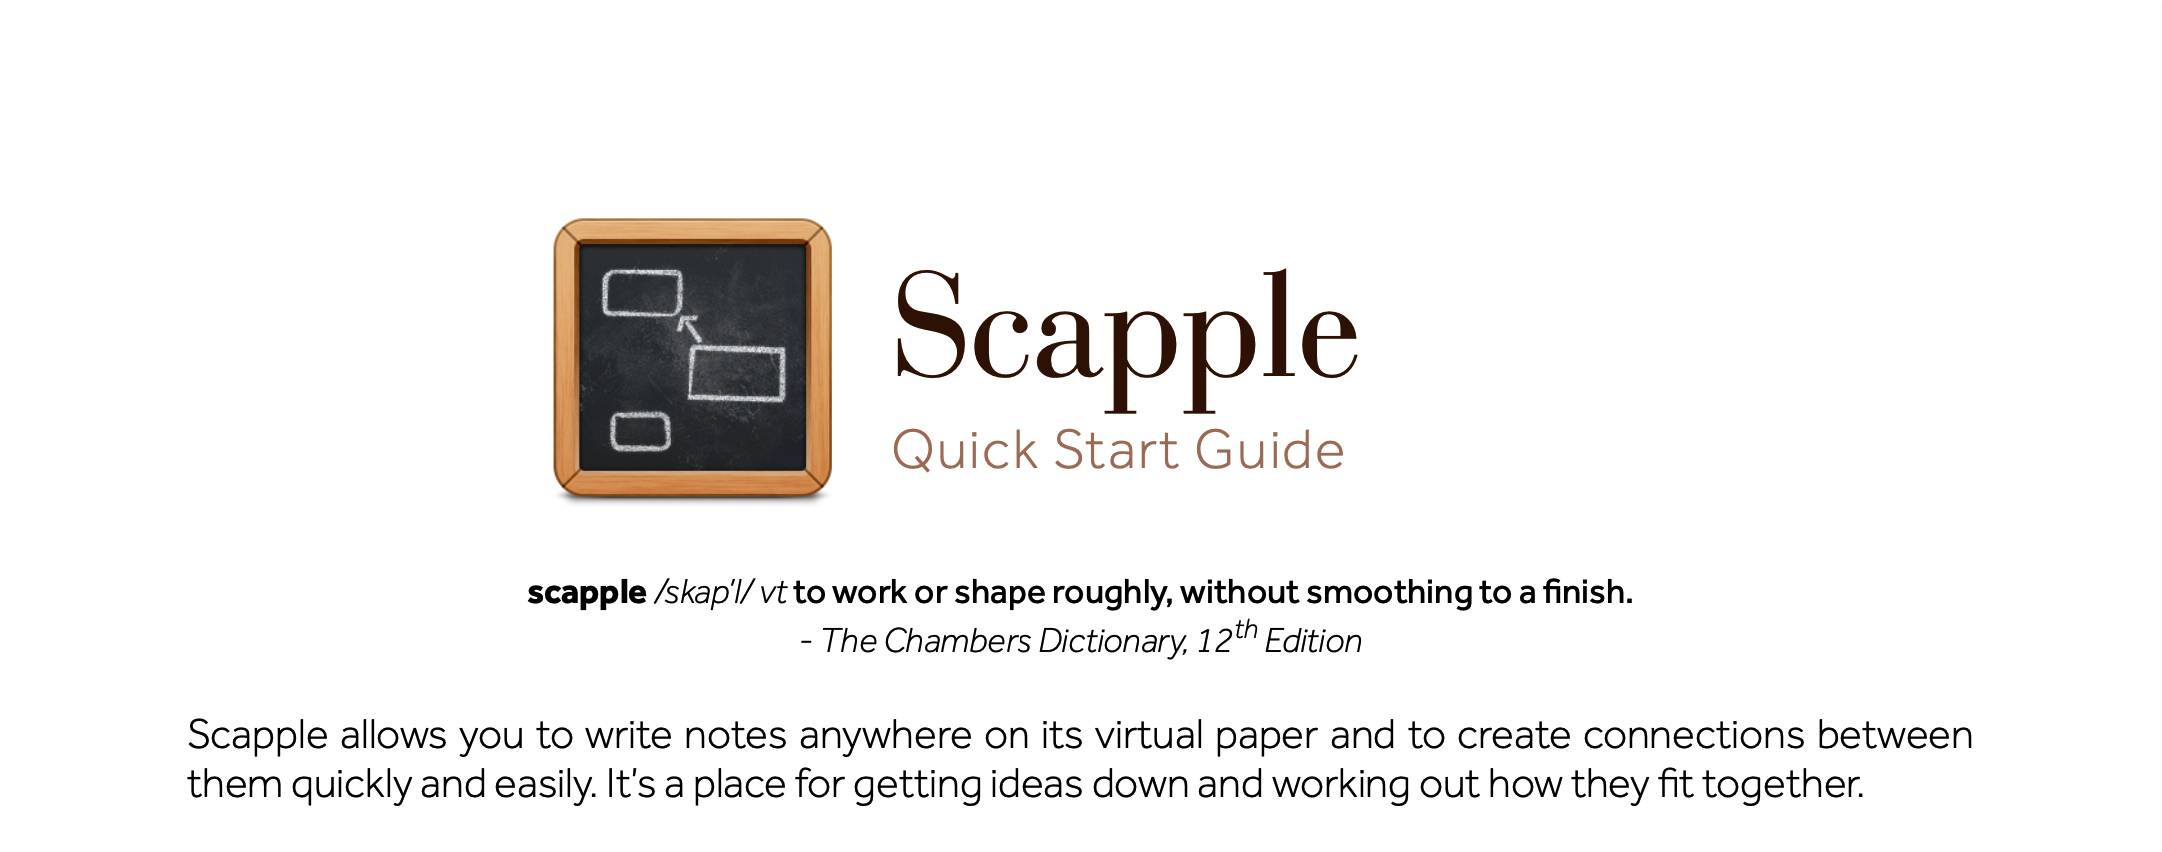 Scapple
Quick Start Guide
scapple /skap'l/ vt to work or shape roughly, without smoothing to a finish.
- The Chambers Dictionary, 12th Edition
Scapple allows you to write notes anywhere on its virtual paper and to create connections between
them quickly and easily. It's a place for getting ideas down and working out how they fit together.